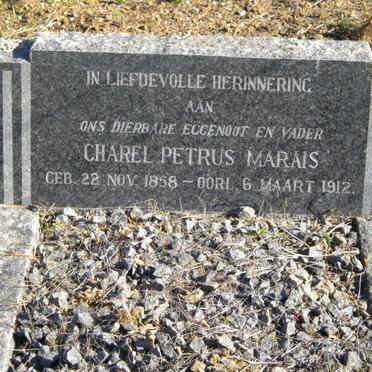 IN LIEFDEVOLLE HERINNERING
AAN
ONS DIERBARE EGGENOOT EN VADER
CHAREL PETRUS MARAIS
GEB. 22 NOV. 1858 – OORL. 6 MAART 1912.